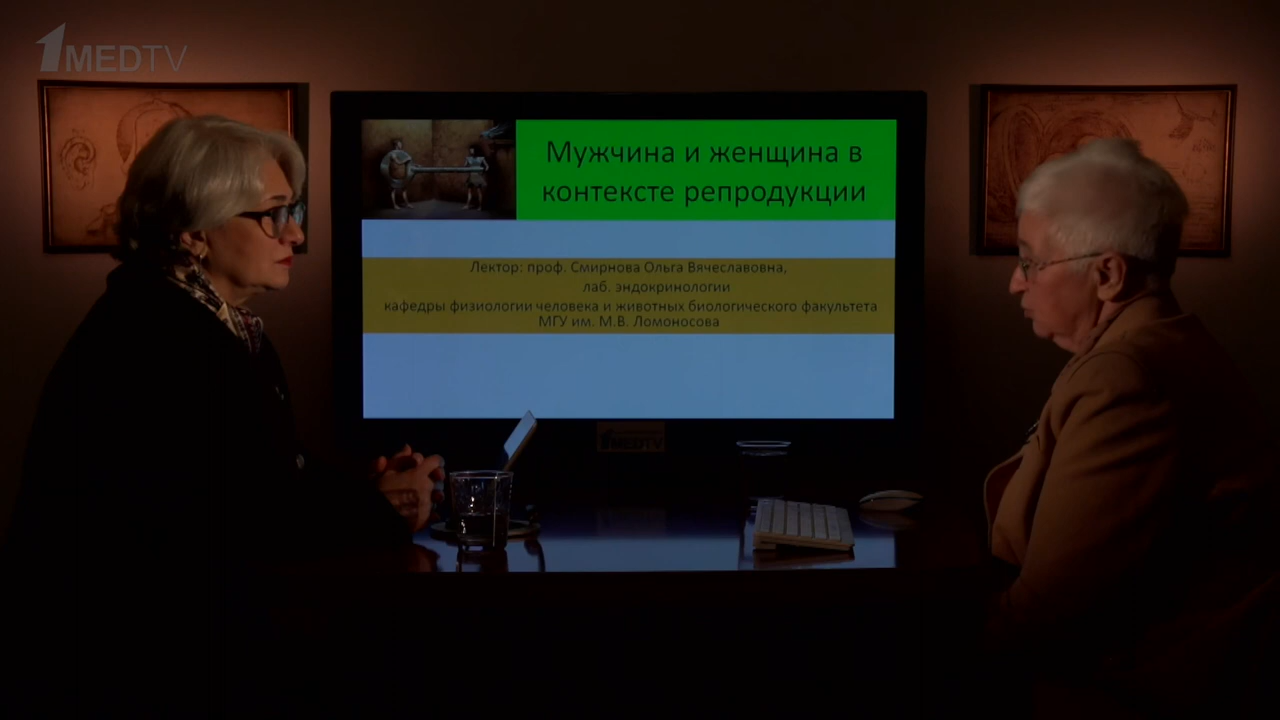 1MEDTV
Мужчина и женщина в
контексте репродукции
Лектор: проф. Смирнова Ольга Вячеславовна,
лаб. эндокринологии
кафедры физиологии человека и животных биологического факультета
МГУ им. М.В. Ломоносова
1MEDTV